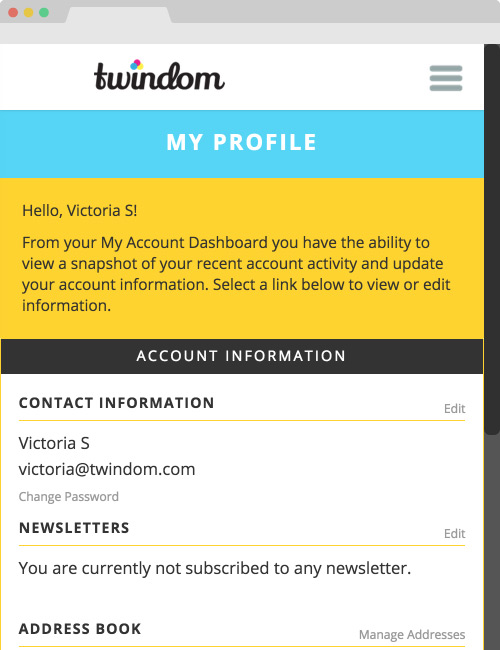 twindom
MY PROFILE
Hello, Victoria S!
From your My Account Dashboard you have the ability to
view a snapshot of your recent account activity and update
your account information. Select a link below to view or edit
information.
ACCOUNT INFORMATION
CONTACT INFORMATION
Edit
Victoria S
victoria@twindom.com
Change Password
NEWSLETTERS
Edit
You are currently not subscribed to any newsletter.
ADDRESS BOOK
Manage Addresses